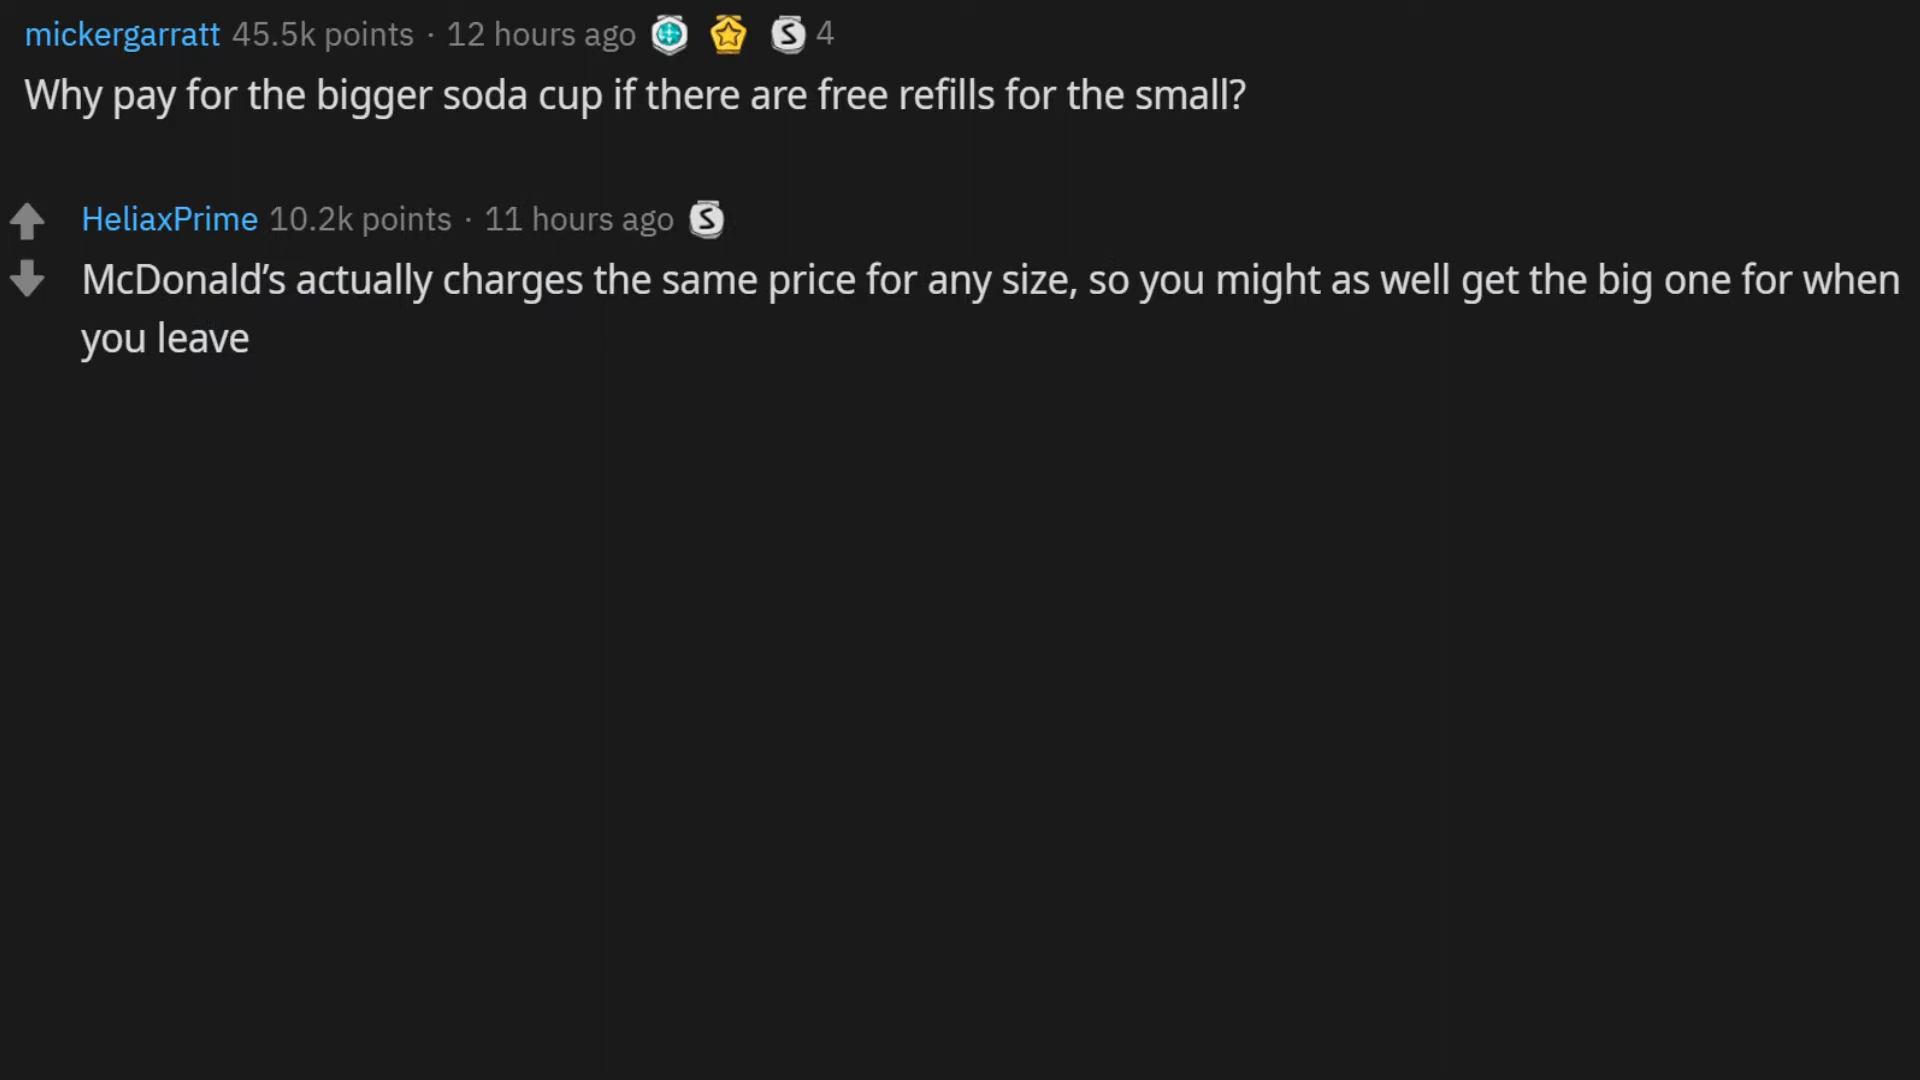 mickergarratt 45.5k points · 12 hours ago S 4
Why pay for the bigger soda cup if there are free refills for the small?
HeliaxPrime 10.2k points · 11 hours ago S
McDonald’s actually charges the same price for any size, so you might as well get the big one for when
you leave